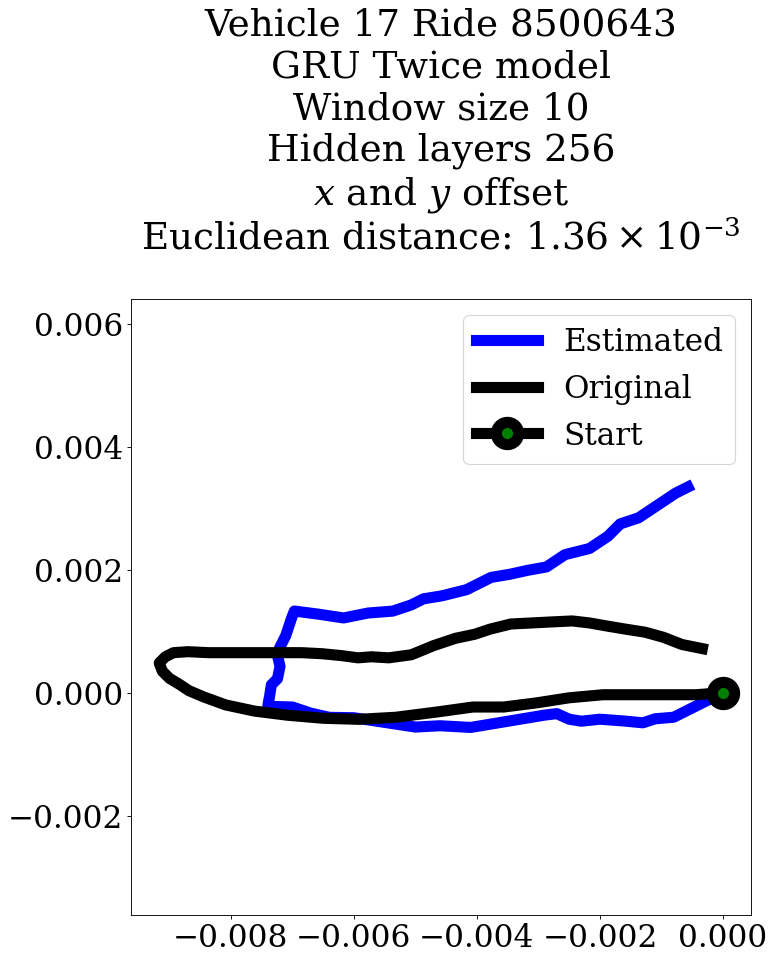 Vehicle 17 Ride 8500643
GRU Twice model
Window size 10
Hidden layers 256
x and y offset
Euclidean distance: 1.36 × 10⁻³
Estimated
Original
Start
0.006
0.004
0.002
0.000
−0.002
−0.008 −0.006 −0.004 −0.002 0.000